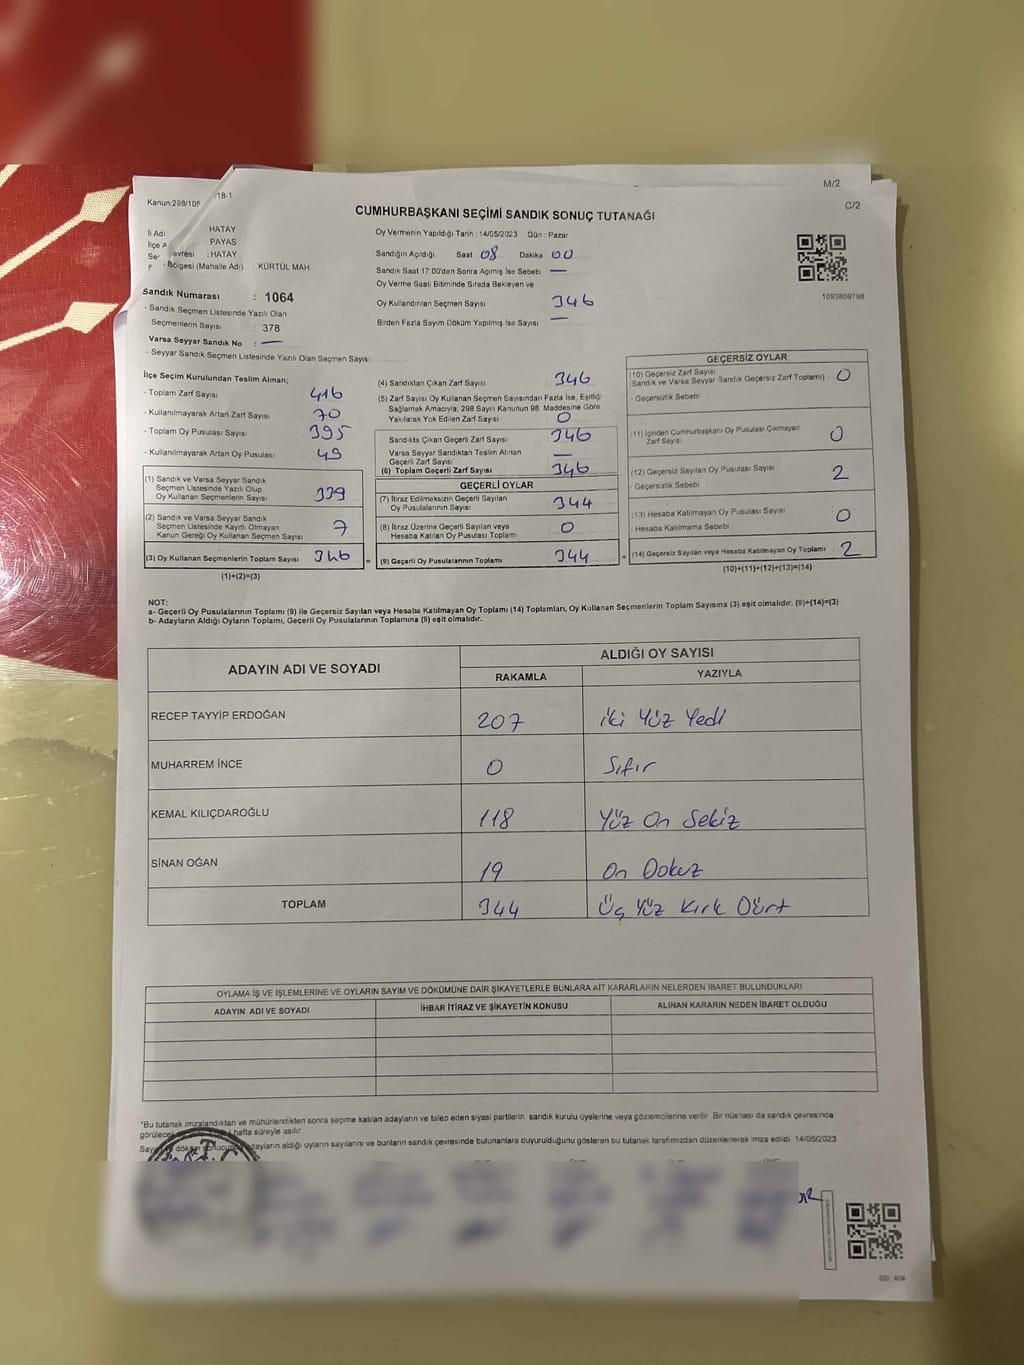 M/2
Kanun:298/105
18-1
C/2
CUMHURBAŞKANI SEÇİMİ SANDIK SONUÇ TUTANAĞI
İl Adı HATAY
Oy Vermenin Yapıldığı Tarih : 14/05/2023 Gün : Pazar
İlçe A PAYAS
Se evresi : HATAY
Sandığın Açıldığı Saat 08 Dakika 00
Bölgesi (Mahalle Adı) : KÜRTÜL MAH.
Sandık Saat 17:00'den Sonra Açımış İse Sebebi —
Oy Verme Saati Bitiminde Sırada Bekleyen ve
Oy Kullandırılan Seçmen Sayısı 346
1093809798
Sandık Numarası : 1064
- Sandık Seçmen Listesinde Yazılı Olan
Seçmenlerin Sayısı : 378
Birden Fazla Sayım Döküm Yapılmış İse Sayısı —
Varsa Seyyar Sandık No : —
- Seyyar Sandık Seçmen Listesinde Yazılı Olan Seçmen Sayısı:
İlçe Seçim Kurulundan Teslim Alınan;
- Toplam Zarf Sayısı 416
- Kullanılmayarak Artan Zarf Sayısı 70
- Toplam Oy Pusulası Sayısı 395
- Kullanılmayarak Artan Oy Pusulası 49
(1) Sandık ve Varsa Seyyar Sandık
Seçmen Listesinde Yazılı Olup
Oy Kullanan Seçmenlerin Sayısı 339
(2) Sandık ve Varsa Seyyar Sandık
Seçmen Listesinde Kayıtlı Olmayan
Kanun Gereği Oy Kullanan Seçmen Sayısı 7
(3) Oy Kullanan Seçmenlerin Toplam Sayısı 346 =
(1)+(2)=(3)
(4) Sandıktan Çıkan Zarf Sayısı 346
(5) Zarf Sayısı Oy Kullanan Seçmen Sayısından Fazla İse, Eşitliği
Sağlamak Amacıyla; 298 Sayılı Kanunun 98. Maddesine Göre
Yakılarak Yok Edilen Zarf Sayısı 0
Sandıkta Çıkan Geçerli Zarf Sayısı 346
Varsa Seyyar Sandıktan Teslim Alınan
Geçerli Zarf Sayısı —
(6) Toplam Geçerli Zarf Sayısı 346
GEÇERLİ OYLAR
(7) İtiraz Edilmeksizin Geçerli Sayılan
Oy Pusulalarının Sayısı 344
(8) İtiraz Üzerine Geçerli Sayılan veya
Hesaba Katılan Oy Pusulası Toplamı 0
(9) Geçerli Oy Pusulalarının Toplamı 344 +
GEÇERSİZ OYLAR
(10) Geçersiz Zarf Sayısı
(Sandık ve Varsa Seyyar Sandık Geçersiz Zarf Toplamı) 0
- Geçersizlik Sebebi
(11) İçinden Cumhurbaşkanı Oy Pusulası Çıkmayan
Zarf Sayısı 0
(12) Geçersiz Sayılan Oy Pusulası Sayısı 2
- Geçersizlik Sebebi
(13) Hesaba Katılmayan Oy Pusulası Sayısı 0
- Hesaba Katılmama Sebebi
(14) Geçersiz Sayılan veya Hesaba Katılmayan Oy Toplamı 2
(10)+(11)+(12)+(13)=(14)
NOT:
a- Geçerli Oy Pusulalarının Toplamı (9) ile Geçersiz Sayılan veya Hesaba Katılmayan Oy Toplamı (14) Toplamları, Oy Kullanan Seçmenlerin Toplam Sayısına (3) eşit olmalıdır. (9)+(14)=(3)
b- Adayların Aldığı Oyların Toplamı, Geçerli Oy Pusulalarının Toplamına (9) eşit olmalıdır.
ADAYIN ADI VE SOYADI
ALDIĞI OY SAYISI
RAKAMLA YAZIYLA
RECEP TAYYİP ERDOĞAN 207 iki Yüz Yedi
MUHARREM İNCE 0 Sıfır
KEMAL KILIÇDAROĞLU 118 Yüz On Sekiz
SİNAN OĞAN 19 On Dokuz
TOPLAM 344 Üç Yüz Kırk Dört
OYLAMA İŞ VE İŞLEMLERİNE VE OYLARIN SAYIM VE DÖKÜMÜNE DAİR ŞİKAYETLERLE BUNLARA AİT KARARLARIN NELERDEN İBARET BULUNDUKLARI
ADAYIN ADI VE SOYADI İHBAR İTİRAZ VE ŞİKAYETİN KONUSU ALINAN KARARIN NEDEN İBARET OLDUĞU
*Bu tutanak imzalandıktan ve mühürlendikten sonra seçime katılan adayların ve talep eden siyasi partilerin sandık kurulu üyelerine veya gözlemcilerine verilir. Bir nüshası da sandık çevresinde
görülecek hafta süreyle asılır.
Sayım döküm sonucu adayların aldığı oyların sayılarını ve bunların sandık çevresinde bulunanlara duyurulduğunu gösteren bu tutanak tarafımızdan düzenlenerek imza edildi. 14/05/2023